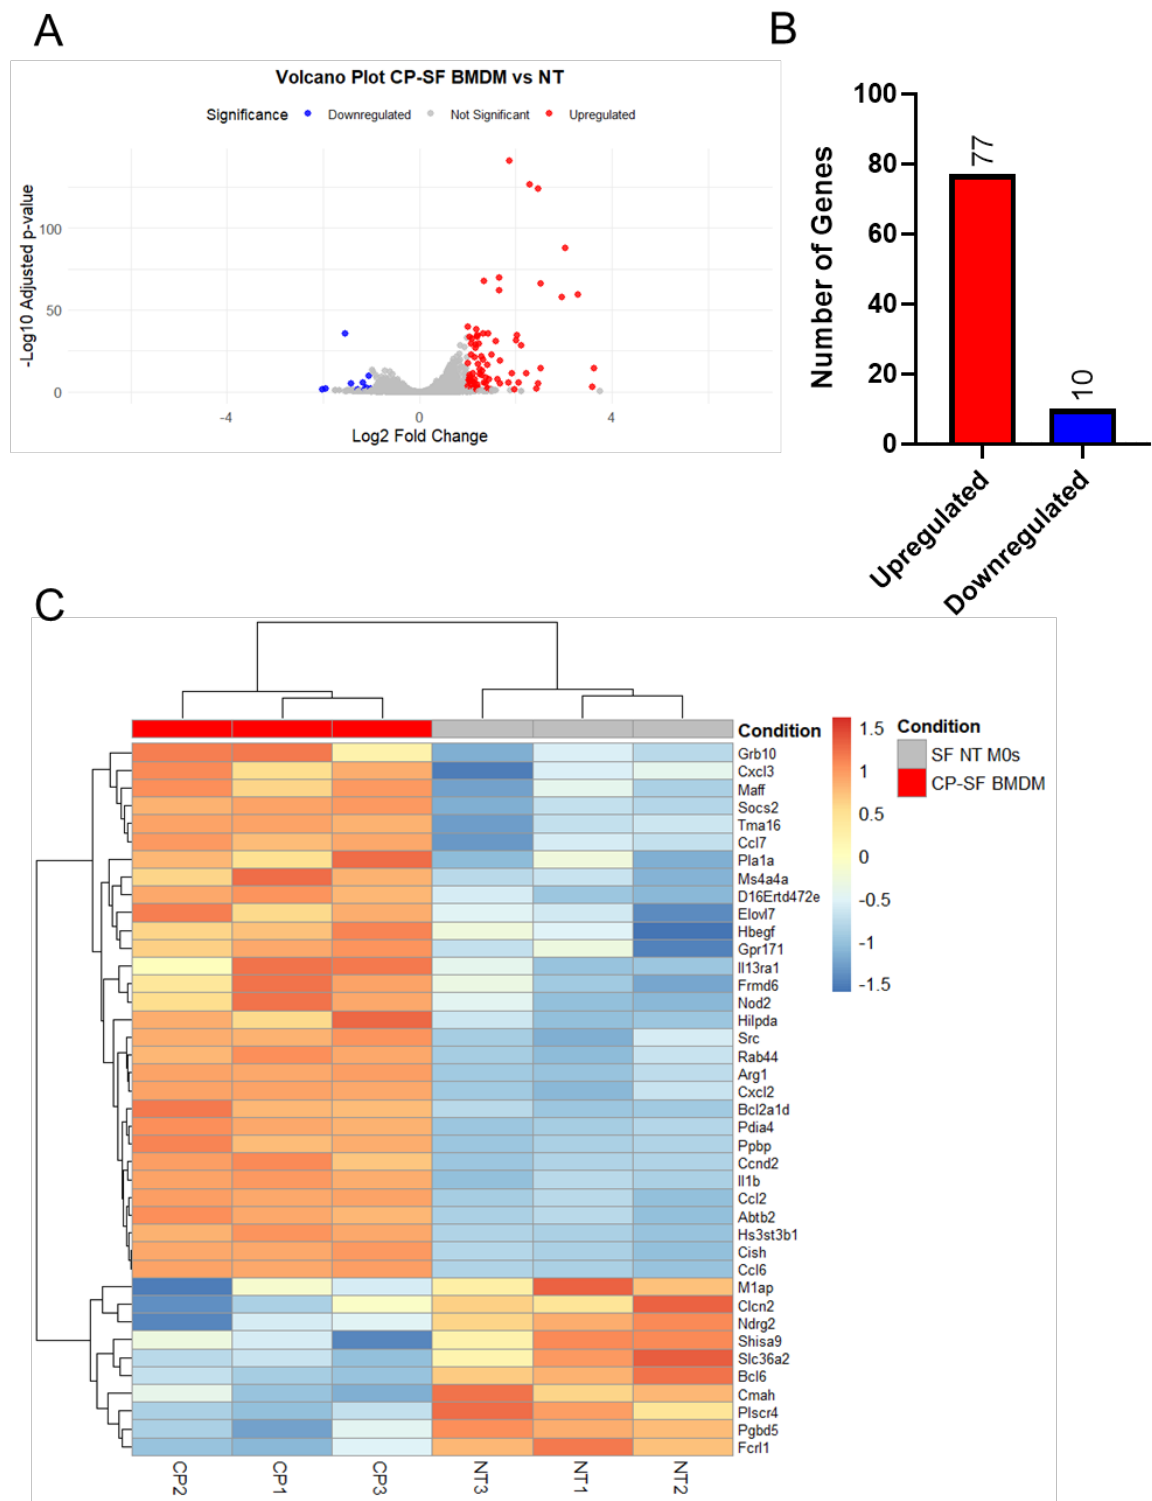 A
B
Volcano Plot CP-SF BMDM vs NT
Significance Downregulated Not Significant Upregulated
-Log10 Adjusted p-value
100
50
0
-4 0 4
Log2 Fold Change
Number of Genes
100
80
60
40
20
0
77
10
Upregulated
Downregulated
C
Condition
Grb10
Cxcl3
Maff
Socs2
Tma16
Ccl7
Pla1a
Ms4a4a
D16Ertd472e
Elovl7
Hbegf
Gpr171
Il13ra1
Frmd6
Nod2
Hilpda
Src
Rab44
Arg1
Cxcl2
Bcl2a1d
Pdia4
Ppbp
Ccnd2
Il1b
Ccl2
Abtb2
Hs3st3b1
Cish
Ccl6
M1ap
Clcn2
Ndrg2
Shisa9
Slc36a2
Bcl6
Cmah
Plscr4
Pgbd5
Fcrl1
1.5
1
0.5
0
-0.5
-1
-1.5
Condition
SF NT M0s
CP-SF BMDM
CP2 CP1 CP3 NT3 NT1 NT2